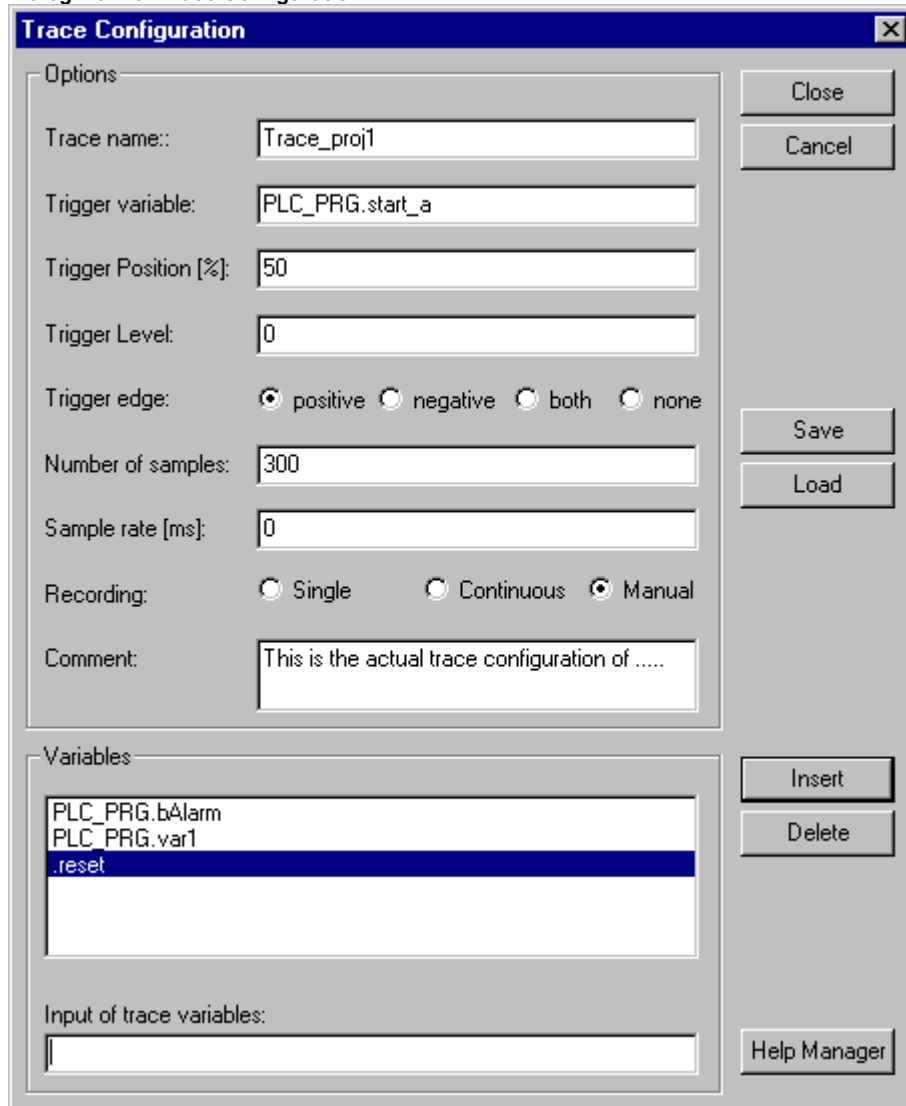 Trace Configuration
Options
Close
Trace name:: Trace_proj1
Cancel
Trigger variable: PLC_PRG.start_a
Trigger Position [%]: 50
Trigger Level: 0
Trigger edge: positive negative both none
Save
Number of samples: 300
Load
Sample rate [ms]: 0
Recording: Single Continuous Manual
Comment: This is the actual trace configuration of .....
Variables
Insert
PLC_PRG.bAlarm
PLC_PRG.var1
Delete
.reset
Input of trace variables:
Help Manager